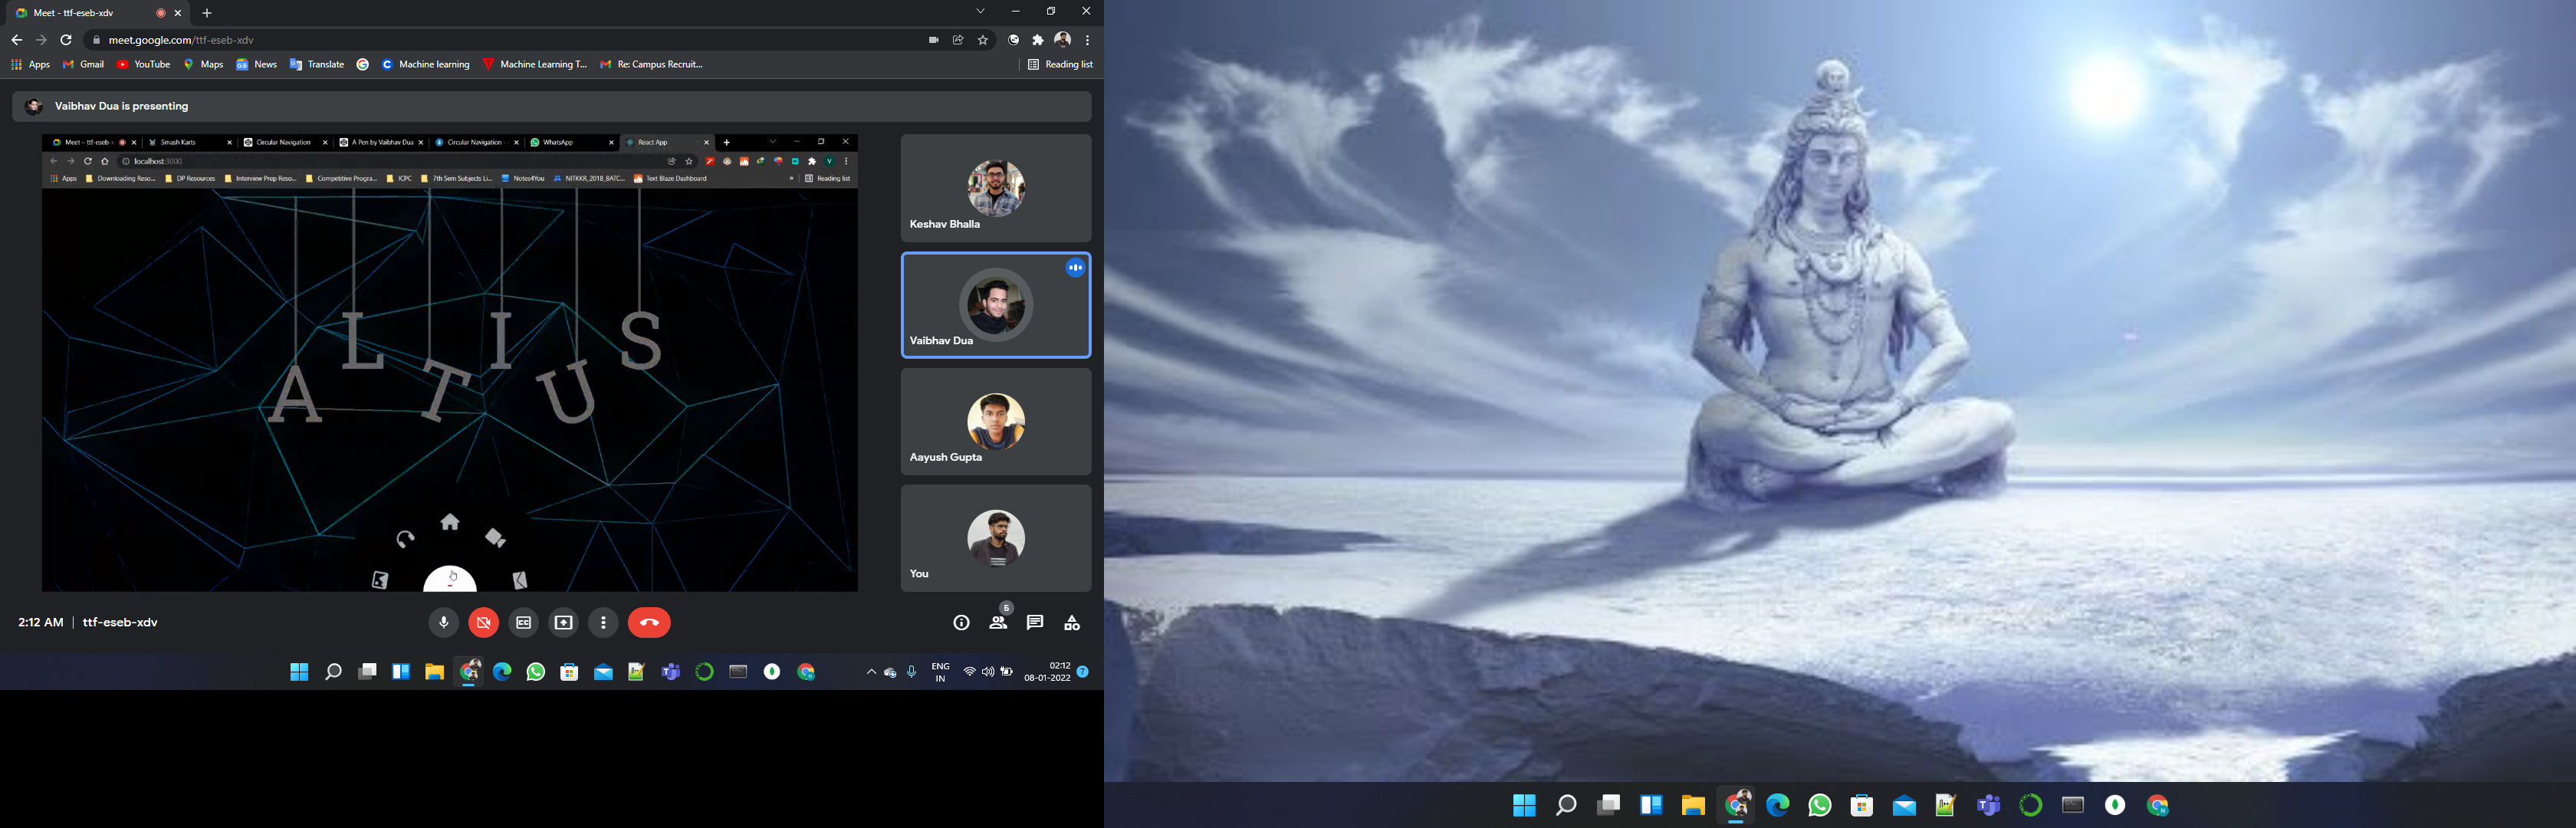 Meet - ttf-eseb-xdv
meet.google.com/ttf-eseb-xdv
Apps Gmail YouTube Maps News Translate Machine learning Machine Learning T... Re: Campus Recruit... Reading list
Vaibhav Dua is presenting
Meet - ttf-eseb Smash Karts Circular Navigation A Pen by Vaibhav Dua Circular Navigation WhatsApp React App
localhost:3000
Apps Downloading Reso... DP Resources Interview Prep Reso... Competitive Progra... ICPC 7th Sem Subjects Li... Notes4You NITKKR_2018_BATC... Text Blaze Dashboard » Reading list
ALTIUS
Keshav Bhalla
Vaibhav Dua
Aayush Gupta
You
2:12 AM | ttf-eseb-xdv
CC
5
ENG
IN
02:12
08-01-2022
7